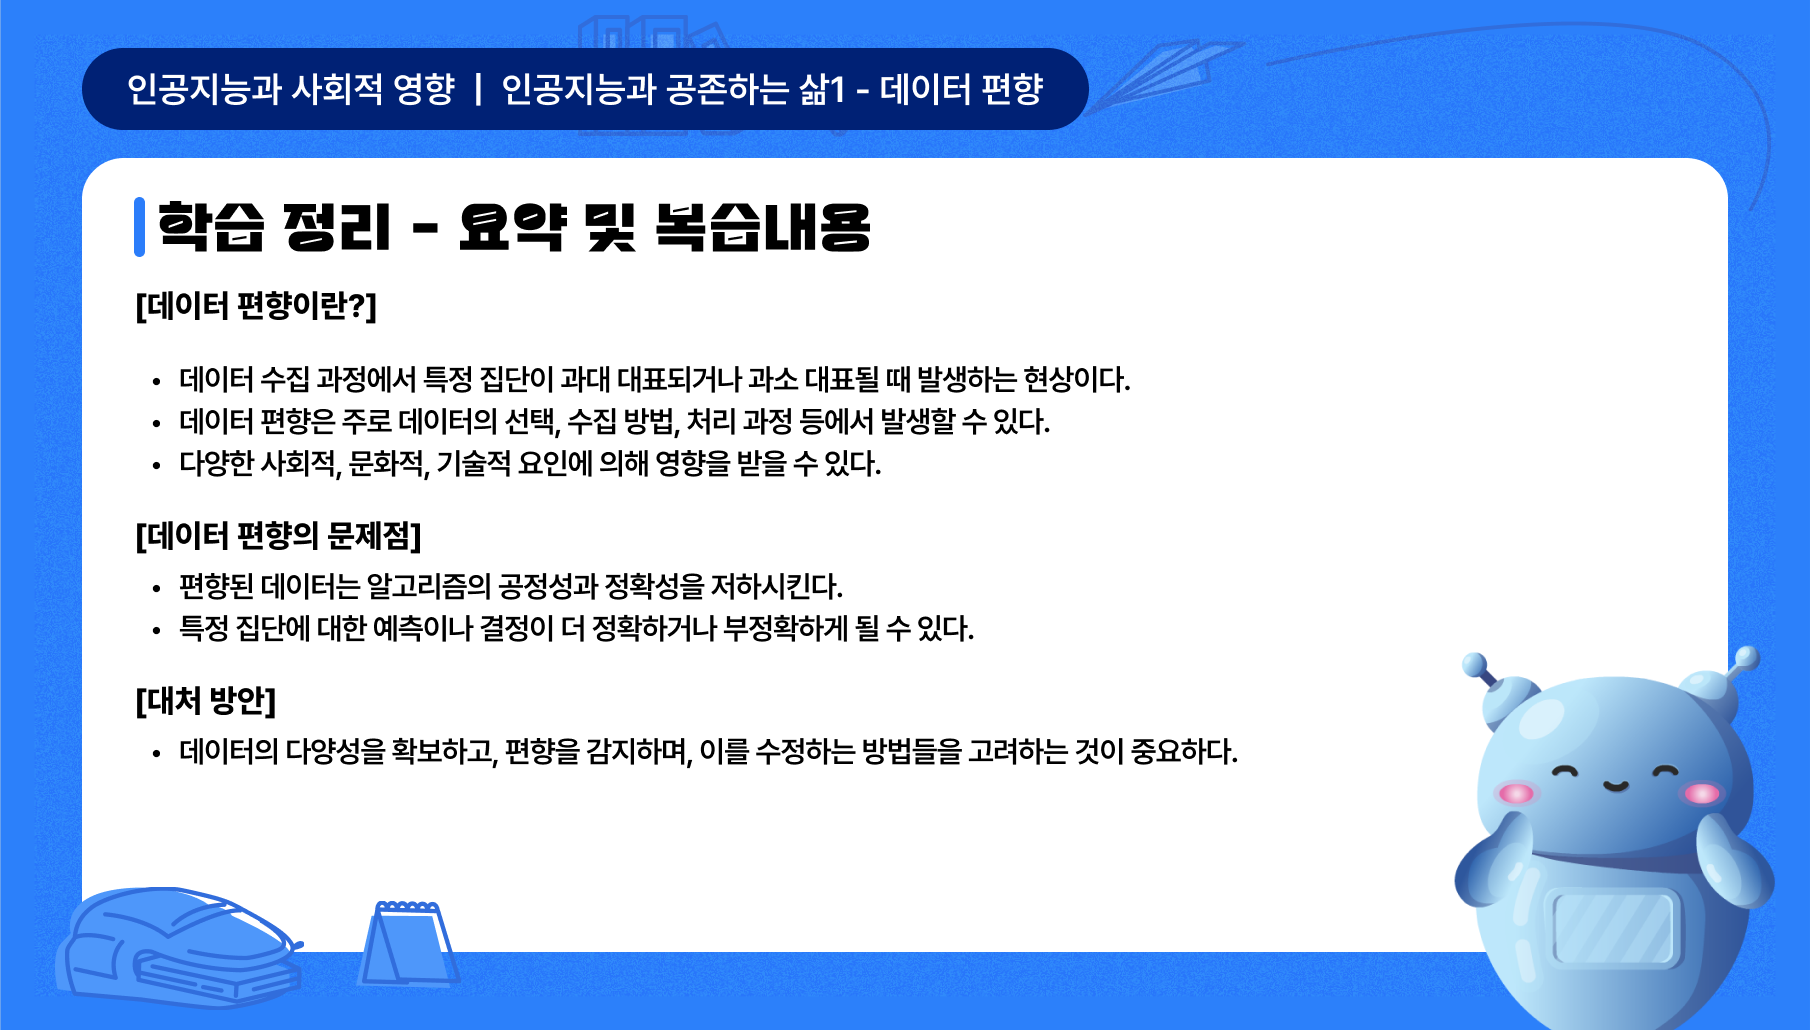 인공지능과 사회적 영향 | 인공지능과 공존하는 삶1 - 데이터 편향
학습 정리 - 요약 및 복습내용
[데이터 편향이란?]
• 데이터 수집 과정에서 특정 집단이 과대 대표되거나 과소 대표될 때 발생하는 현상이다.
• 데이터 편향은 주로 데이터의 선택, 수집 방법, 처리 과정 등에서 발생할 수 있다.
• 다양한 사회적, 문화적, 기술적 요인에 의해 영향을 받을 수 있다.
[데이터 편향의 문제점]
• 편향된 데이터는 알고리즘의 공정성과 정확성을 저하시킨다.
• 특정 집단에 대한 예측이나 결정이 더 정확하거나 부정확하게 될 수 있다.
[대처 방안]
• 데이터의 다양성을 확보하고, 편향을 감지하며, 이를 수정하는 방법들을 고려하는 것이 중요하다.